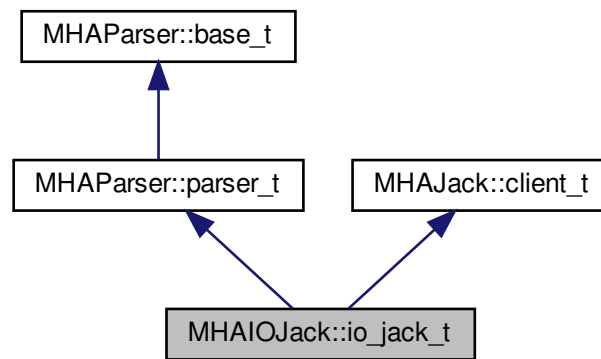 MHAParser::base_t
MHAParser::parser_t
MHAJack::client_t
MHAIOJack::io_jack_t